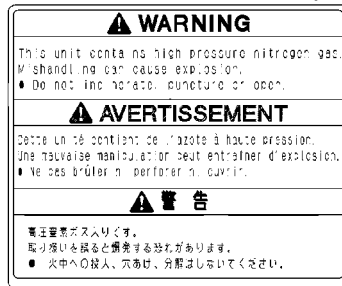 ⚠ WARNING
This unit contains high pressure nitrogen gas.
Mishandling can cause explosion.
● Do not incinerate, puncture or open.
⚠ AVERTISSEMENT
Cette unité contient de l'azote à haute pression.
Une mauvaise manipulation peut entraîner d'explosion.
● Ne pas brûler ni perforer ni ouvrir.
⚠ 警告
高圧窒素ガス入りです。
取り扱いを誤ると爆発する恐れがあります。
● 火中への投入、穴あけ、分解はしないでください。